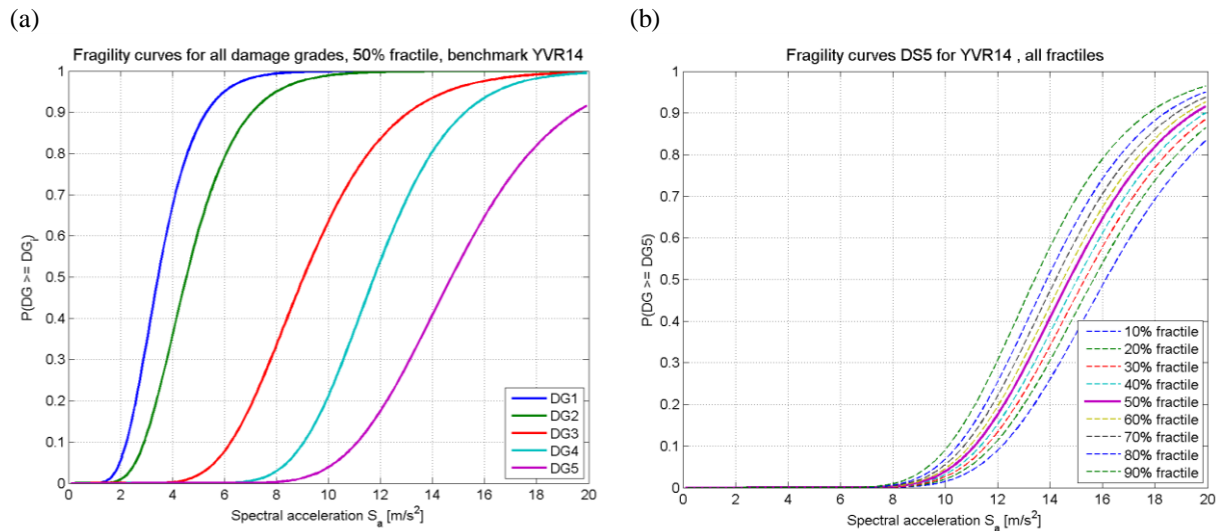 (a)
Fragility curves for all damage grades, 50% fractile, benchmark YVR14
1
0.9
0.8
0.7
0.6
0.5
0.4
0.3
0.2
0.1
0
P(DG >= DGi)
DG1
DG2
DG3
DG4
DG5
0 2 4 6 8 10 12 14 16 18 20
Spectral acceleration Sa [m/s²]
(b)
Fragility curves DS5 for YVR14 , all fractiles
1
0.9
0.8
0.7
0.6
0.5
0.4
0.3
0.2
0.1
0
P(DG >= DG5)
10% fractile
20% fractile
30% fractile
40% fractile
50% fractile
60% fractile
70% fractile
80% fractile
90% fractile
0 2 4 6 8 10 12 14 16 18 20
Spectral acceleration Sa [m/s²]